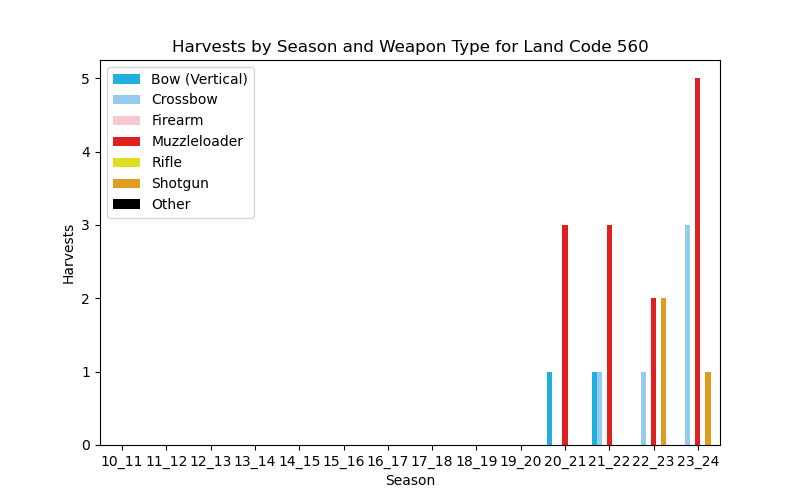 Harvests by Season and Weapon Type for Land Code 560
Bow (Vertical)
Crossbow
Firearm
Muzzleloader
Rifle
Shotgun
Other
5
4
3
2
1
0
Harvests
10_11 11_12 12_13 13_14 14_15 15_16 16_17 17_18 18_19 19_20 20_21 21_22 22_23 23_24
Season